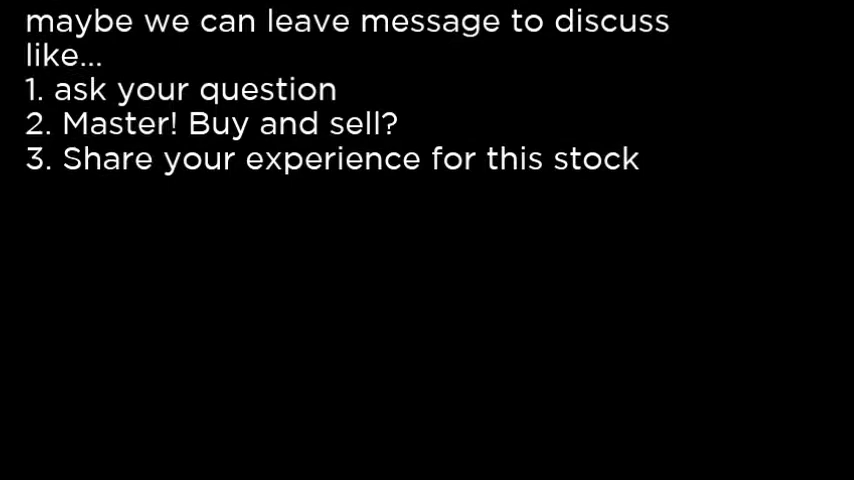 maybe we can leave message to discuss
like...
1. ask your question
2. Master! Buy and sell?
3. Share your experience for this stock